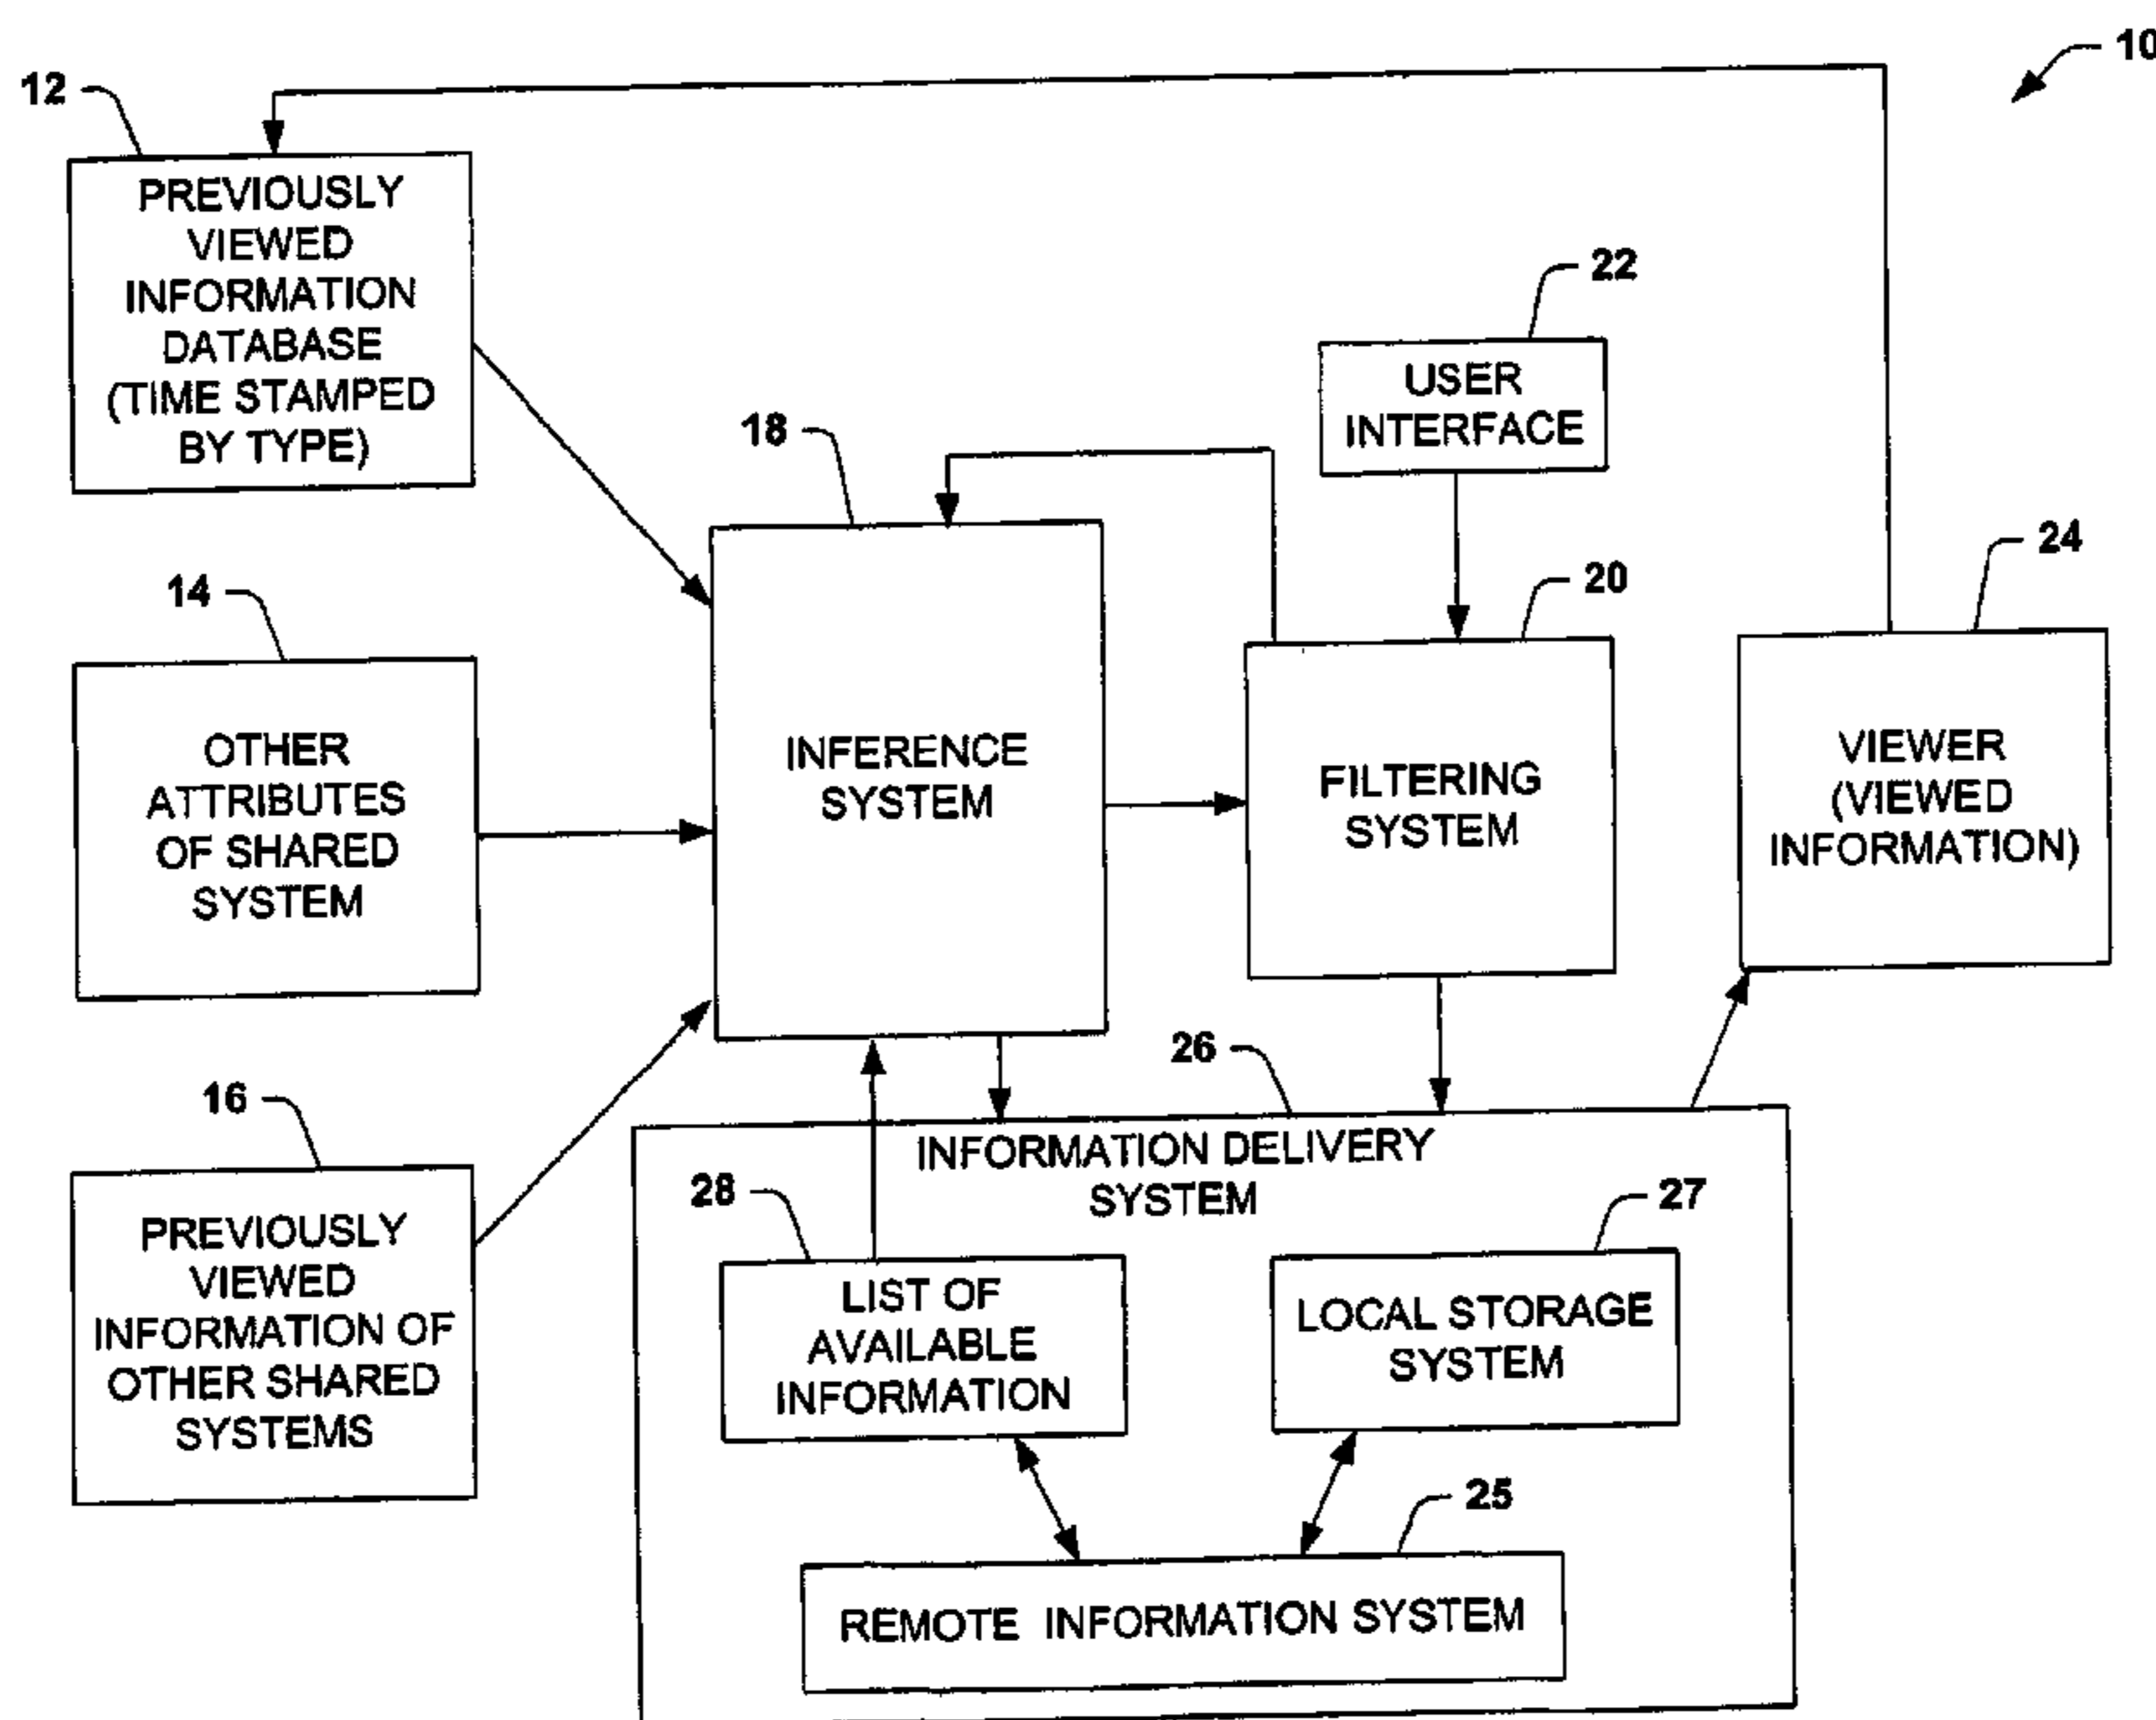 10
12
PREVIOUSLY
VIEWED
INFORMATION
DATABASE
(TIME STAMPED
BY TYPE)
22
USER
INTERFACE
18
24
14
20
OTHER
ATTRIBUTES
OF SHARED
SYSTEM
INFERENCE
SYSTEM
FILTERING
SYSTEM
VIEWER
(VIEWED
INFORMATION)
16
26
PREVIOUSLY
VIEWED
INFORMATION OF
OTHER SHARED
SYSTEMS
INFORMATION DELIVERY
SYSTEM
28
27
LIST OF
AVAILABLE
INFORMATION
LOCAL STORAGE
SYSTEM
25
REMOTE INFORMATION SYSTEM